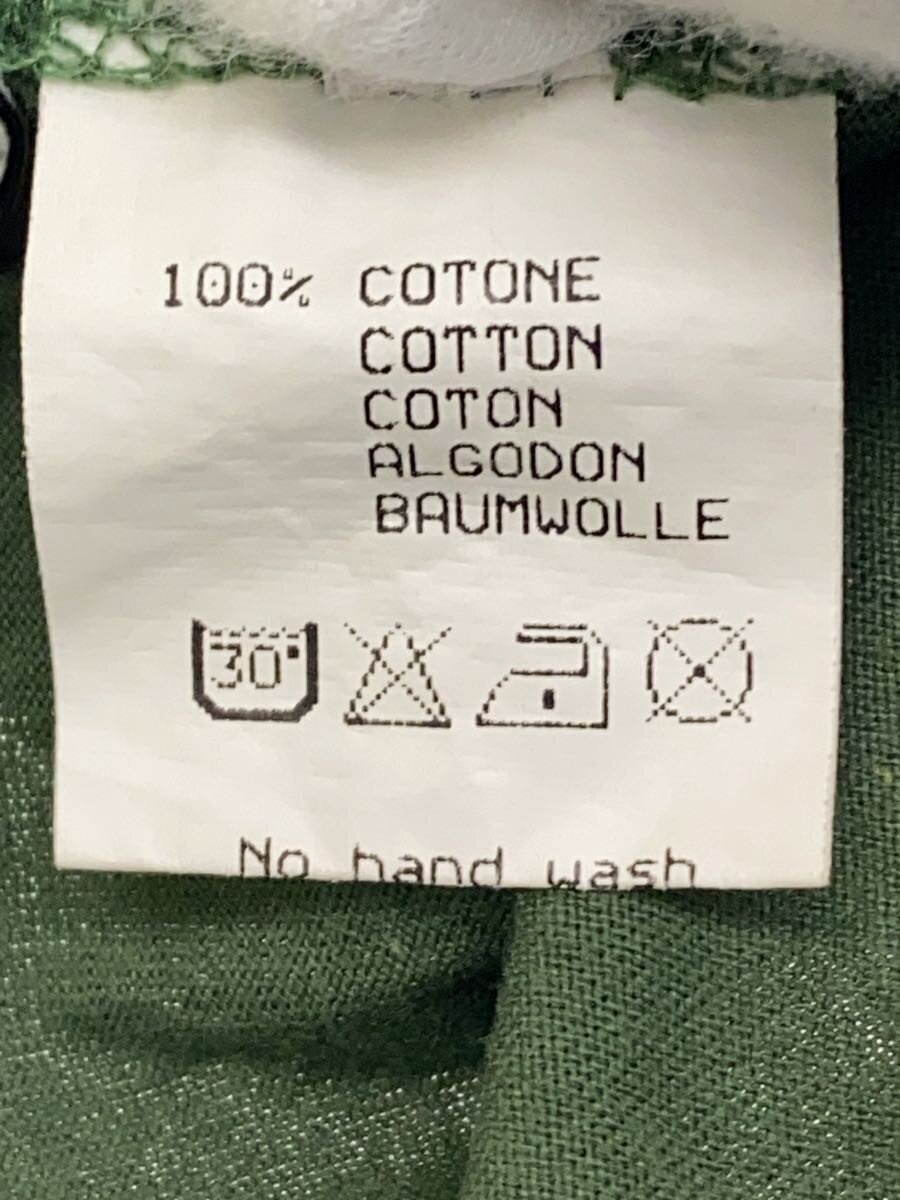 100% COTONE
COTTON
COTON
ALGODON
BAUMWOLLE
30°
No hand wash